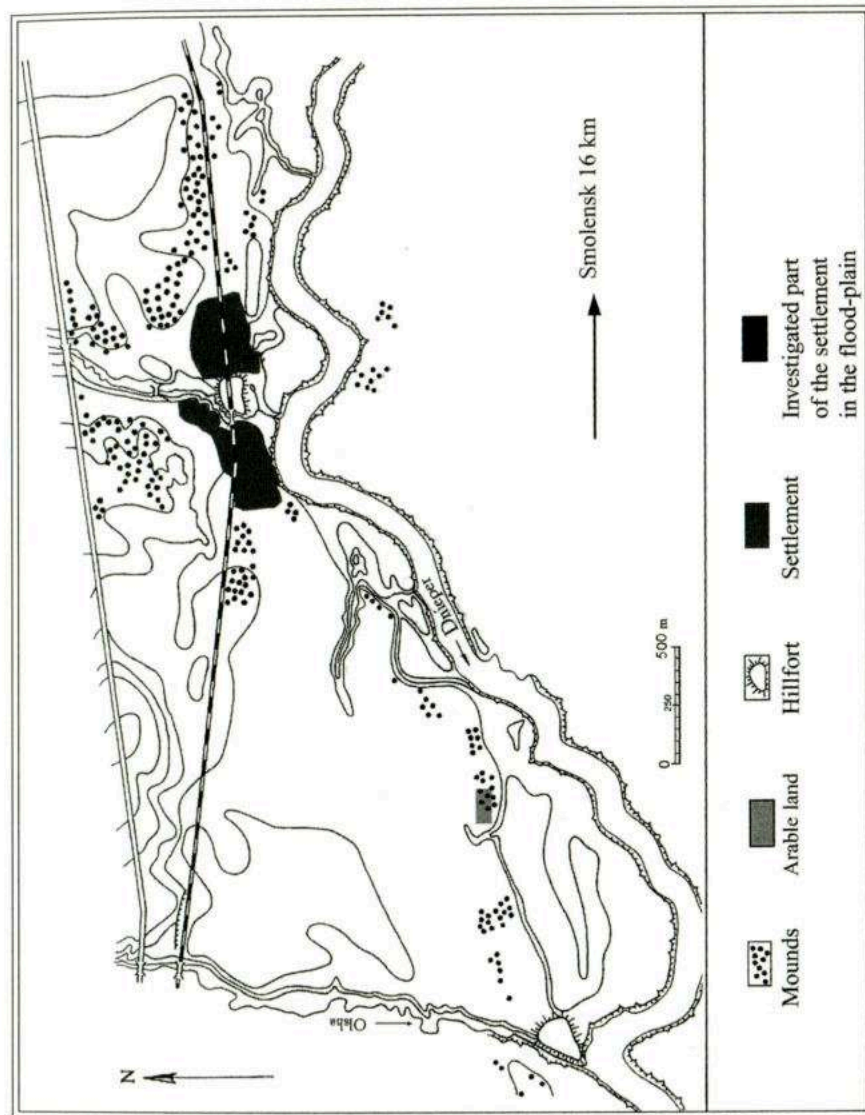 N
Olsha
Dnieper
Smolensk 16 km
0 250 500 m
Mounds
Arable land
Hillfort
Settlement
Investigated part
of the settlement
in the flood-plain